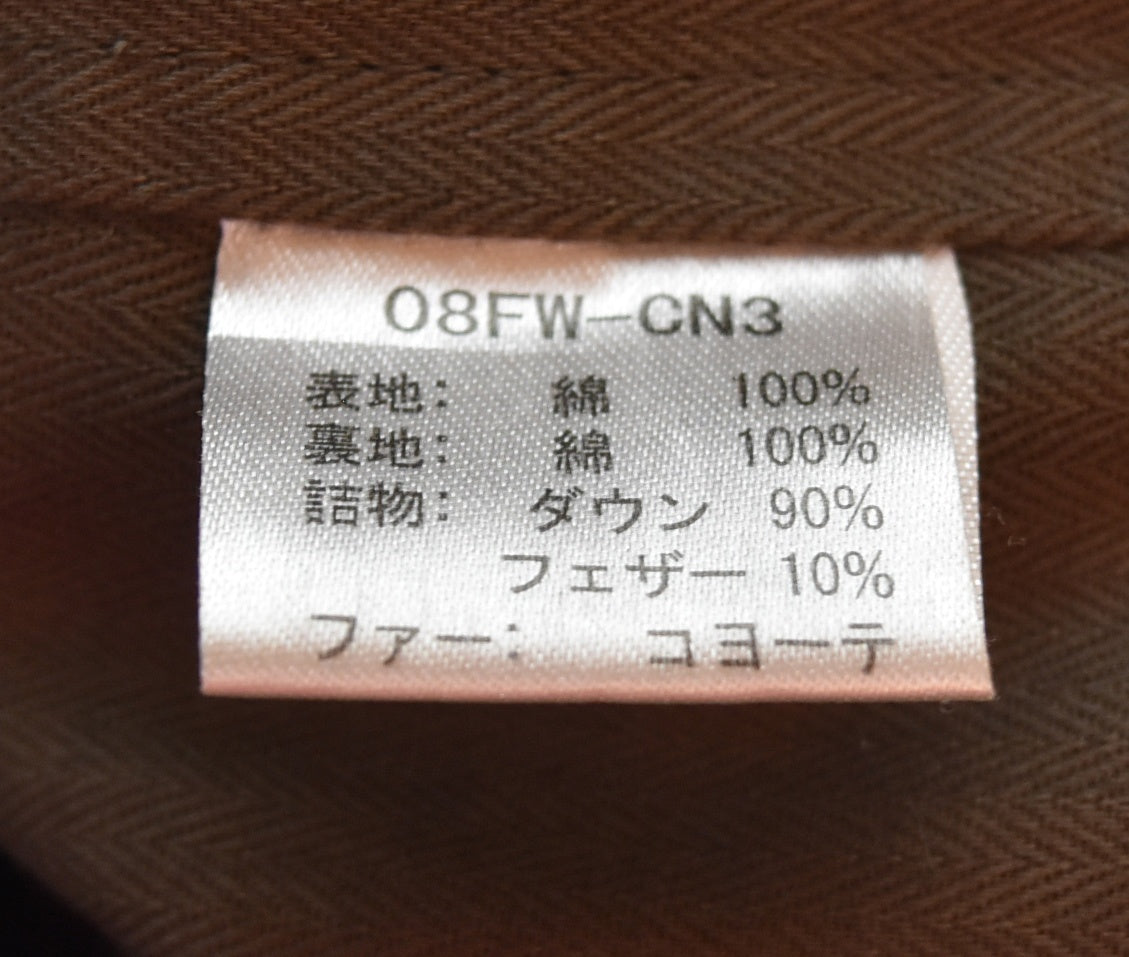 08FW-CN3
表地: 綿 100%
裏地: 綿 100%
詰物: ダウン 90%
フェザー 10%
ファー: コヨーテ